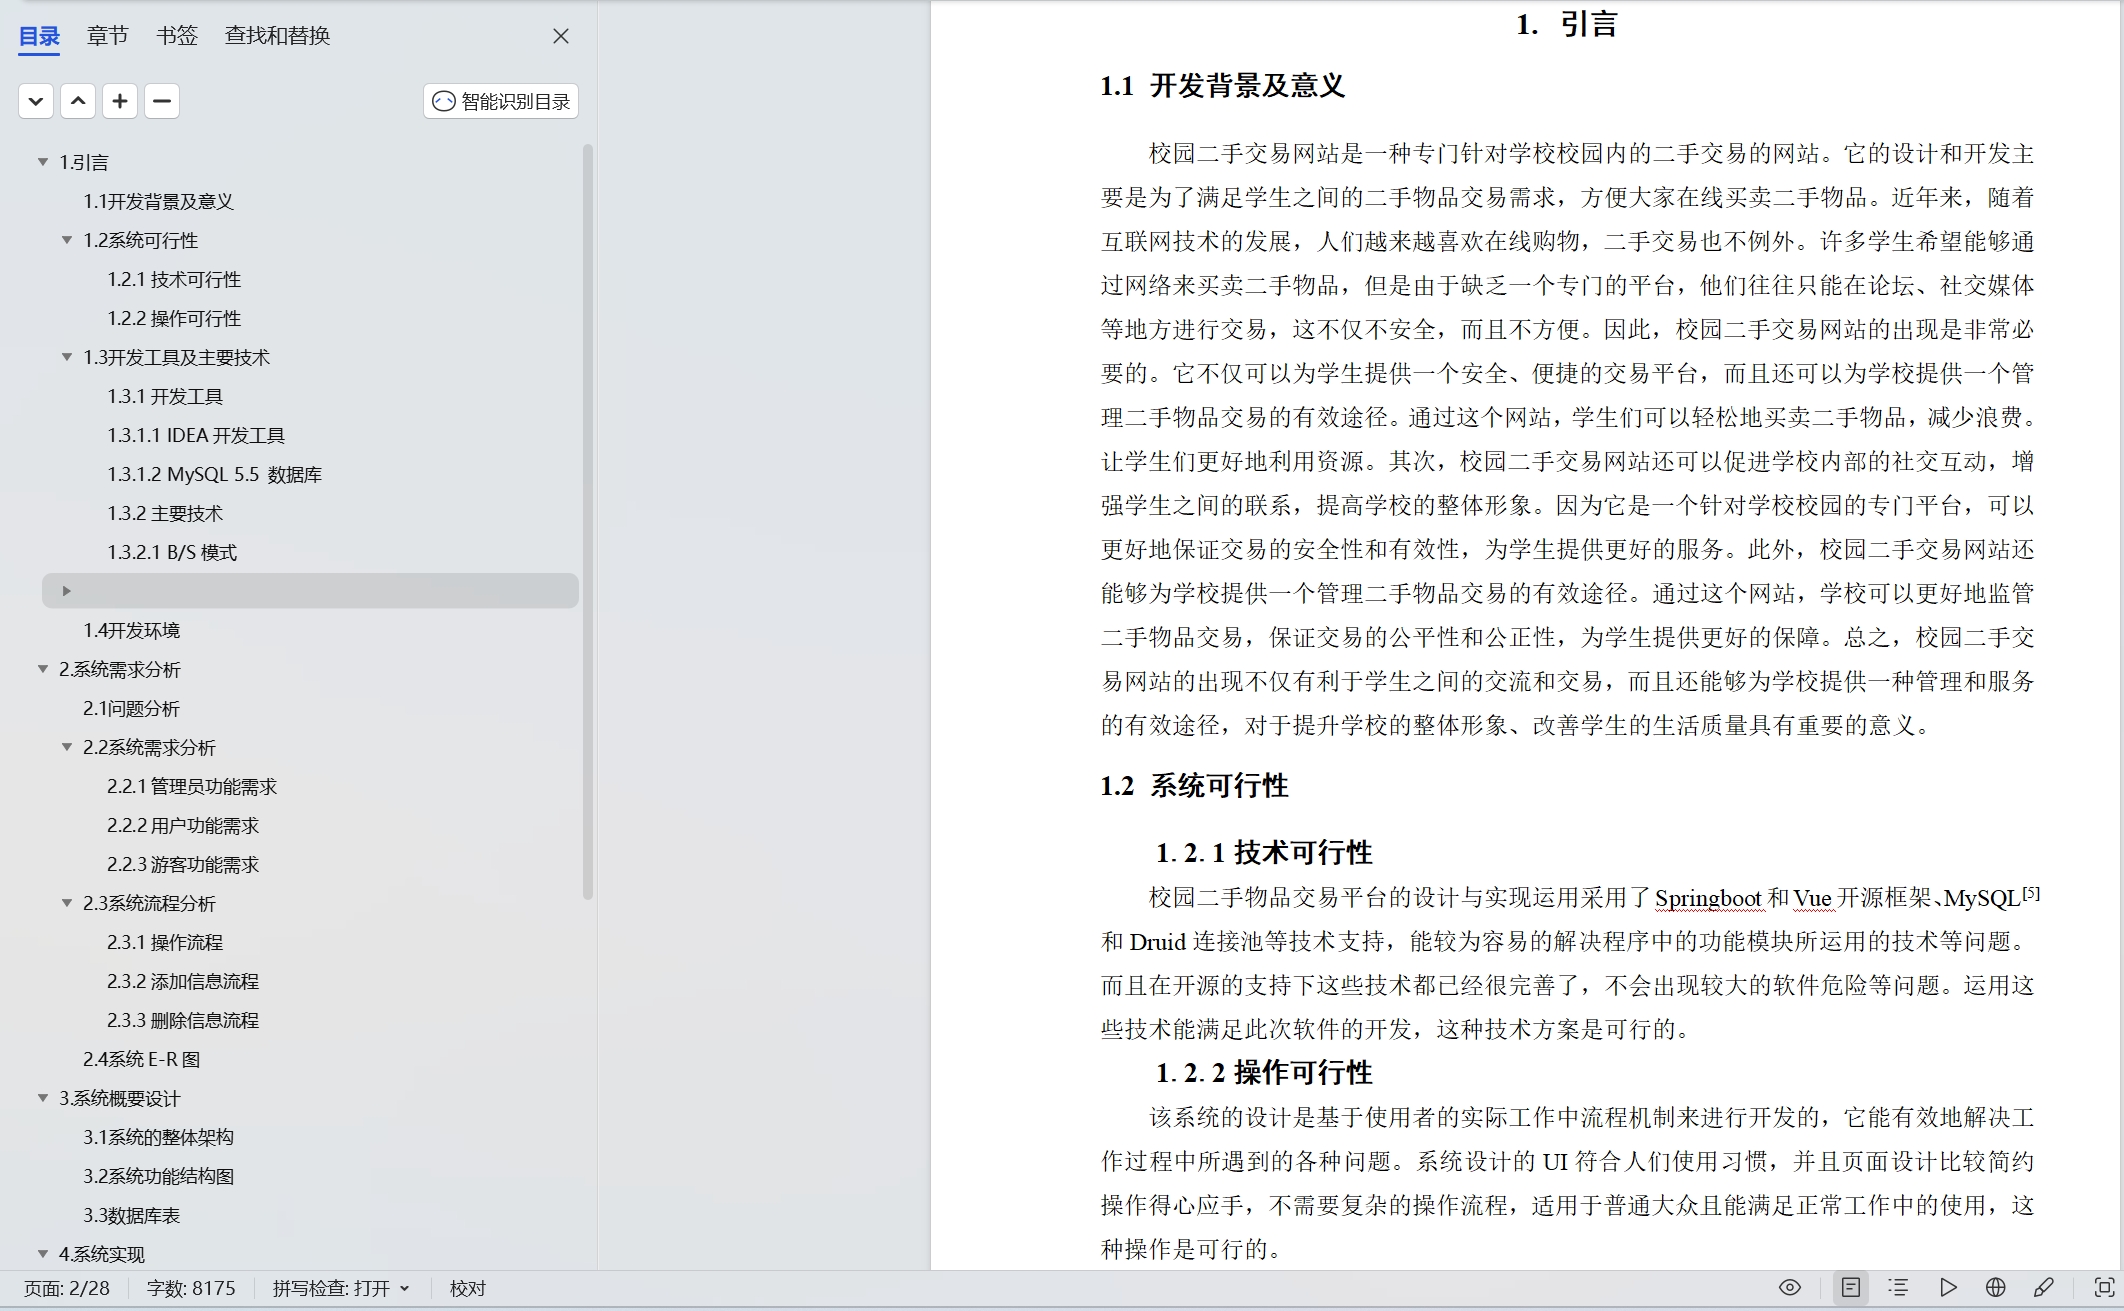 目录 章节 书签 查找和替换
智能识别目录
1.引言
1.1开发背景及意义
1.2系统可行性
1.2.1 技术可行性
1.2.2 操作可行性
1.3开发工具及主要技术
1.3.1 开发工具
1.3.1.1 IDEA 开发工具
1.3.1.2 MySQL 5.5 数据库
1.3.2 主要技术
1.3.2.1 B/S 模式
1.4开发环境
2.系统需求分析
2.1问题分析
2.2系统需求分析
2.2.1 管理员功能需求
2.2.2 用户功能需求
2.2.3 游客功能需求
2.3系统流程分析
2.3.1 操作流程
2.3.2 添加信息流程
2.3.3 删除信息流程
2.4系统 E-R 图
3.系统概要设计
3.1系统的整体架构
3.2系统功能结构图
3.3数据库表
4.系统实现
1. 引言
1.1 开发背景及意义
校园二手交易网站是一种专门针对学校校园内的二手交易的网站。它的设计和开发主
要是为了满足学生之间的二手物品交易需求，方便大家在线买卖二手物品。近年来，随着
互联网技术的发展，人们越来越喜欢在线购物，二手交易也不例外。许多学生希望能够通
过网络来买卖二手物品，但是由于缺乏一个专门的平台，他们往往只能在论坛、社交媒体
等地方进行交易，这不仅不安全，而且不方便。因此，校园二手交易网站的出现是非常必
要的。它不仅可以为学生提供一个安全、便捷的交易平台，而且还可以为学校提供一个管
理二手物品交易的有效途径。通过这个网站，学生们可以轻松地买卖二手物品，减少浪费。
让学生们更好地利用资源。其次，校园二手交易网站还可以促进学校内部的社交互动，增
强学生之间的联系，提高学校的整体形象。因为它是一个针对学校校园的专门平台，可以
更好地保证交易的安全性和有效性，为学生提供更好的服务。此外，校园二手交易网站还
能够为学校提供一个管理二手物品交易的有效途径。通过这个网站，学校可以更好地监管
二手物品交易，保证交易的公平性和公正性，为学生提供更好的保障。总之，校园二手交
易网站的出现不仅有利于学生之间的交流和交易，而且还能够为学校提供一种管理和服务
的有效途径，对于提升学校的整体形象、改善学生的生活质量具有重要的意义。
1.2 系统可行性
1.2.1 技术可行性
校园二手物品交易平台的设计与实现运用采用了 Springboot 和 Vue 开源框架、MySQL[5]
和 Druid 连接池等技术支持，能较为容易的解决程序中的功能模块所运用的技术等问题。
而且在开源的支持下这些技术都已经很完善了，不会出现较大的软件危险等问题。运用这
些技术能满足此次软件的开发，这种技术方案是可行的。
1.2.2 操作可行性
该系统的设计是基于使用者的实际工作中流程机制来进行开发的，它能有效地解决工
作过程中所遇到的各种问题。系统设计的 UI 符合人们使用习惯，并且页面设计比较简约
操作得心应手，不需要复杂的操作流程，适用于普通大众且能满足正常工作中的使用，这
种操作是可行的。
页面: 2/28 字数: 8175 拼写检查: 打开 校对